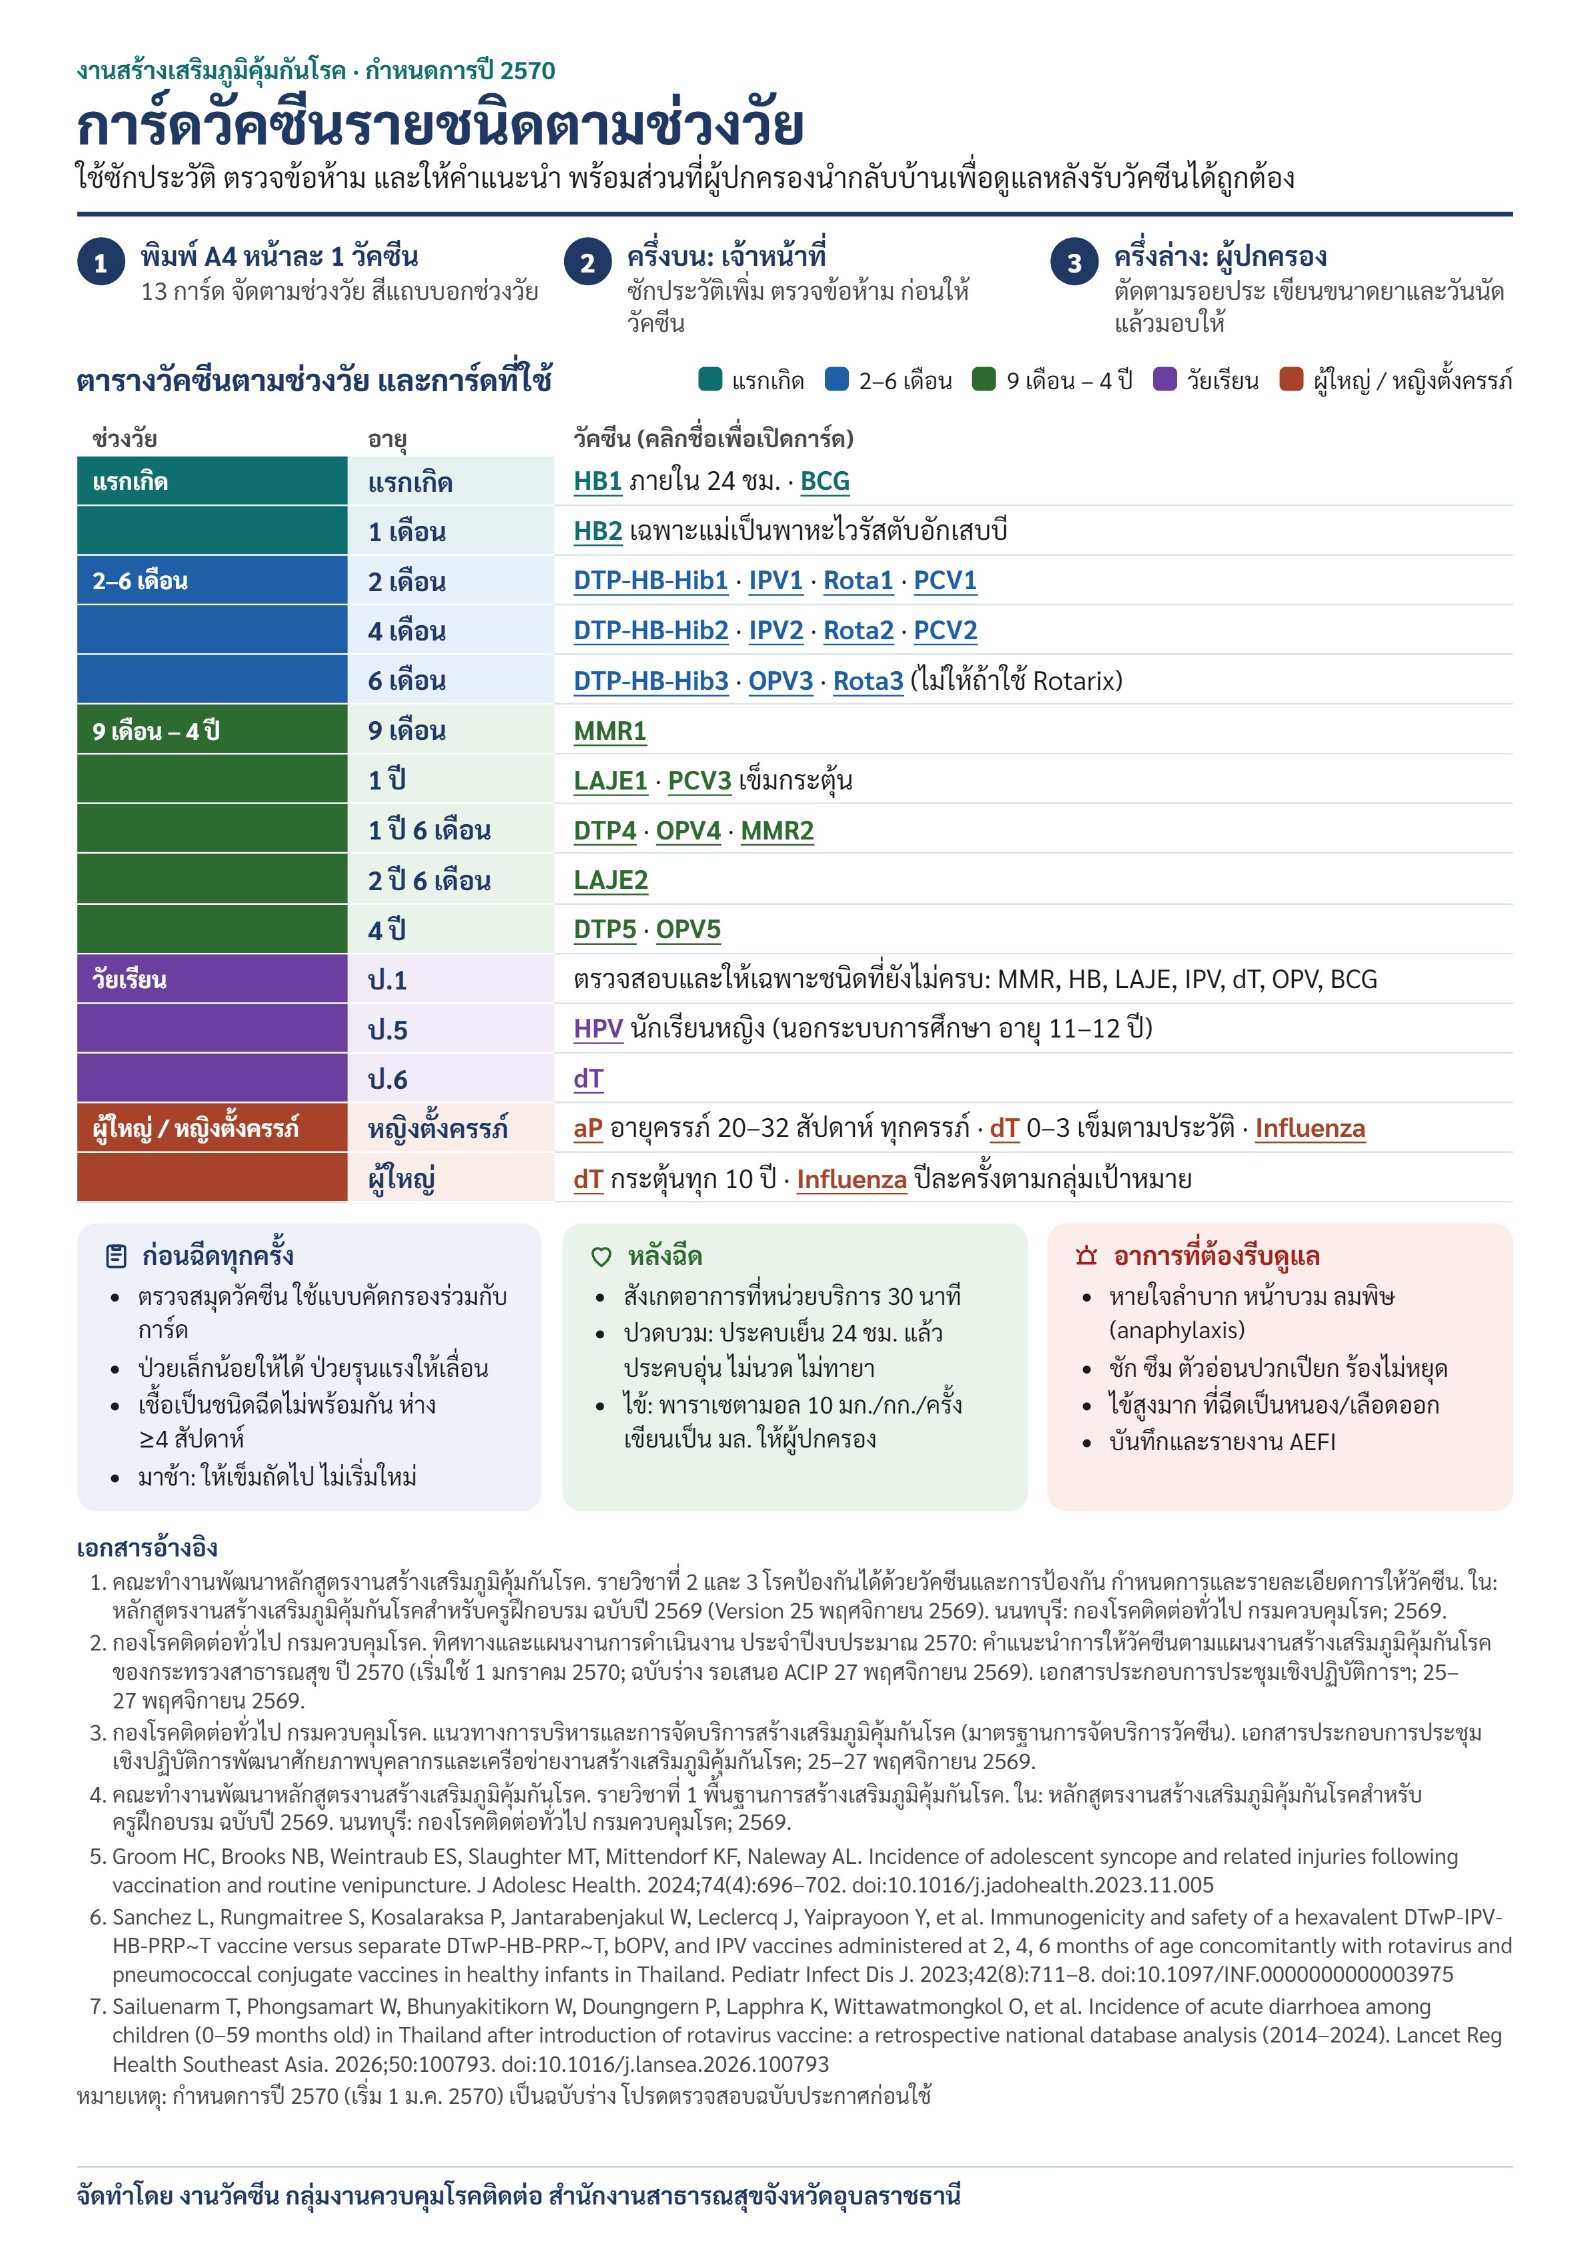 งานสร้างเสริมภูมิคุ้มกันโรค · กำหนดการปี 2570
การ์ดวัคซีนรายชนิดตามช่วงวัย
ใช้ซักประวัติ ตรวจข้อห้าม และให้คำแนะนำ พร้อมส่วนที่ผู้ปกครองนำกลับบ้านเพื่อดูแลหลังรับวัคซีนได้ถูกต้อง
1 พิมพ์ A4 หน้าละ 1 วัคซีน
13 การ์ด จัดตามช่วงวัย สีแถบบอกช่วงวัย
2 ครึ่งบน: เจ้าหน้าที่
ซักประวัติเพิ่ม ตรวจข้อห้าม ก่อนให้
วัคซีน
3 ครึ่งล่าง: ผู้ปกครอง
ตัดตามรอยประ เขียนขนาดยาและวันนัด
แล้วมอบให้
ตารางวัคซีนตามช่วงวัย และการ์ดที่ใช้
แรกเกิด 2–6 เดือน 9 เดือน – 4 ปี วัยเรียน ผู้ใหญ่ / หญิงตั้งครรภ์
ช่วงวัย อายุ วัคซีน (คลิกชื่อเพื่อเปิดการ์ด)
แรกเกิด แรกเกิด HB1 ภายใน 24 ชม. · BCG
1 เดือน HB2 เฉพาะแม่เป็นพาหะไวรัสตับอักเสบบี
2–6 เดือน 2 เดือน DTP-HB-Hib1 · IPV1 · Rota1 · PCV1
4 เดือน DTP-HB-Hib2 · IPV2 · Rota2 · PCV2
6 เดือน DTP-HB-Hib3 · OPV3 · Rota3 (ไม่ให้ถ้าใช้ Rotarix)
9 เดือน – 4 ปี 9 เดือน MMR1
1 ปี LAJE1 · PCV3 เข็มกระตุ้น
1 ปี 6 เดือน DTP4 · OPV4 · MMR2
2 ปี 6 เดือน LAJE2
4 ปี DTP5 · OPV5
วัยเรียน ป.1 ตรวจสอบและให้เฉพาะชนิดที่ยังไม่ครบ: MMR, HB, LAJE, IPV, dT, OPV, BCG
ป.5 HPV นักเรียนหญิง (นอกระบบการศึกษา อายุ 11–12 ปี)
ป.6 dT
ผู้ใหญ่ / หญิงตั้งครรภ์ หญิงตั้งครรภ์ aP อายุครรภ์ 20–32 สัปดาห์ ทุกครรภ์ · dT 0–3 เข็มตามประวัติ · Influenza
ผู้ใหญ่ dT กระตุ้นทุก 10 ปี · Influenza ปีละครั้งตามกลุ่มเป้าหมาย
ก่อนฉีดทุกครั้ง
• ตรวจสมุดวัคซีน ใช้แบบคัดกรองร่วมกับ
การ์ด
• ป่วยเล็กน้อยให้ได้ ป่วยรุนแรงให้เลื่อน
• เชื้อเป็นชนิดฉีดไม่พร้อมกัน ห่าง
≥4 สัปดาห์
• มาช้า: ให้เข็มถัดไป ไม่เริ่มใหม่
หลังฉีด
• สังเกตอาการที่หน่วยบริการ 30 นาที
• ปวดบวม: ประคบเย็น 24 ชม. แล้ว
ประคบอุ่น ไม่นวด ไม่ทายา
• ไข้: พาราเซตามอล 10 มก./กก./ครั้ง
เขียนเป็น มล. ให้ผู้ปกครอง
อาการที่ต้องรีบดูแล
• หายใจลำบาก หน้าบวม ลมพิษ
(anaphylaxis)
• ชัก ซึม ตัวอ่อนปวกเปียก ร้องไม่หยุด
• ไข้สูงมาก ที่ฉีดเป็นหนอง/เลือดออก
• บันทึกและรายงาน AEFI
เอกสารอ้างอิง
1. คณะทำงานพัฒนาหลักสูตรงานสร้างเสริมภูมิคุ้มกันโรค. รายวิชาที่ 2 และ 3 โรคป้องกันได้ด้วยวัคซีนและการป้องกัน กำหนดการและรายละเอียดการให้วัคซีน. ใน:
หลักสูตรงานสร้างเสริมภูมิคุ้มกันโรคสำหรับครูฝึกอบรม ฉบับปี 2569 (Version 25 พฤศจิกายน 2569). นนทบุรี: กองโรคติดต่อทั่วไป กรมควบคุมโรค; 2569.
2. กองโรคติดต่อทั่วไป กรมควบคุมโรค. ทิศทางและแผนงานการดำเนินงาน ประจำปีงบประมาณ 2570: คำแนะนำการให้วัคซีนตามแผนงานสร้างเสริมภูมิคุ้มกันโรค
ของกระทรวงสาธารณสุข ปี 2570 (เริ่มใช้ 1 มกราคม 2570; ฉบับร่าง รอเสนอ ACIP 27 พฤศจิกายน 2569). เอกสารประกอบการประชุมเชิงปฏิบัติการฯ; 25–
27 พฤศจิกายน 2569.
3. กองโรคติดต่อทั่วไป กรมควบคุมโรค. แนวทางการบริหารและการจัดบริการสร้างเสริมภูมิคุ้มกันโรค (มาตรฐานการจัดบริการวัคซีน). เอกสารประกอบการประชุม
เชิงปฏิบัติการพัฒนาศักยภาพบุคลากรและเครือข่ายงานสร้างเสริมภูมิคุ้มกันโรค; 25–27 พฤศจิกายน 2569.
4. คณะทำงานพัฒนาหลักสูตรงานสร้างเสริมภูมิคุ้มกันโรค. รายวิชาที่ 1 พื้นฐานการสร้างเสริมภูมิคุ้มกันโรค. ใน: หลักสูตรงานสร้างเสริมภูมิคุ้มกันโรคสำหรับ
ครูฝึกอบรม ฉบับปี 2569. นนทบุรี: กองโรคติดต่อทั่วไป กรมควบคุมโรค; 2569.
5. Groom HC, Brooks NB, Weintraub ES, Slaughter MT, Mittendorf KF, Naleway AL. Incidence of adolescent syncope and related injuries following
vaccination and routine venipuncture. J Adolesc Health. 2024;74(4):696–702. doi:10.1016/j.jadohealth.2023.11.005
6. Sanchez L, Rungmaitree S, Kosalaraksa P, Jantarabenjakul W, Leclercq J, Yaiprayoon Y, et al. Immunogenicity and safety of a hexavalent DTwP-IPV-
HB-PRP~T vaccine versus separate DTwP-HB-PRP~T, bOPV, and IPV vaccines administered at 2, 4, 6 months of age concomitantly with rotavirus and
pneumococcal conjugate vaccines in healthy infants in Thailand. Pediatr Infect Dis J. 2023;42(8):711–8. doi:10.1097/INF.0000000000003975
7. Sailuenarm T, Phongsamart W, Bhunyakitikorn W, Doungngern P, Lapphra K, Wittawatmongkol O, et al. Incidence of acute diarrhoea among
children (0–59 months old) in Thailand after introduction of rotavirus vaccine: a retrospective national database analysis (2014–2024). Lancet Reg
Health Southeast Asia. 2026;50:100793. doi:10.1016/j.lansea.2026.100793
หมายเหตุ: กำหนดการปี 2570 (เริ่ม 1 ม.ค. 2570) เป็นฉบับร่าง โปรดตรวจสอบฉบับประกาศก่อนใช้
จัดทำโดย งานวัคซีน กลุ่มงานควบคุมโรคติดต่อ สำนักงานสาธารณสุขจังหวัดอุบลราชธานี